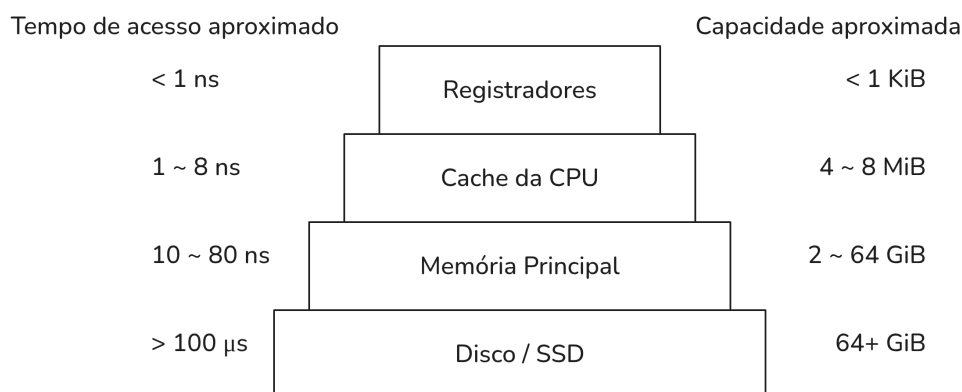 Tempo de acesso aproximado Capacidade aproximada
< 1 ns Registradores < 1 KiB
1 ~ 8 ns Cache da CPU 4 ~ 8 MiB
10 ~ 80 ns Memória Principal 2 ~ 64 GiB
> 100 μs Disco / SSD 64+ GiB